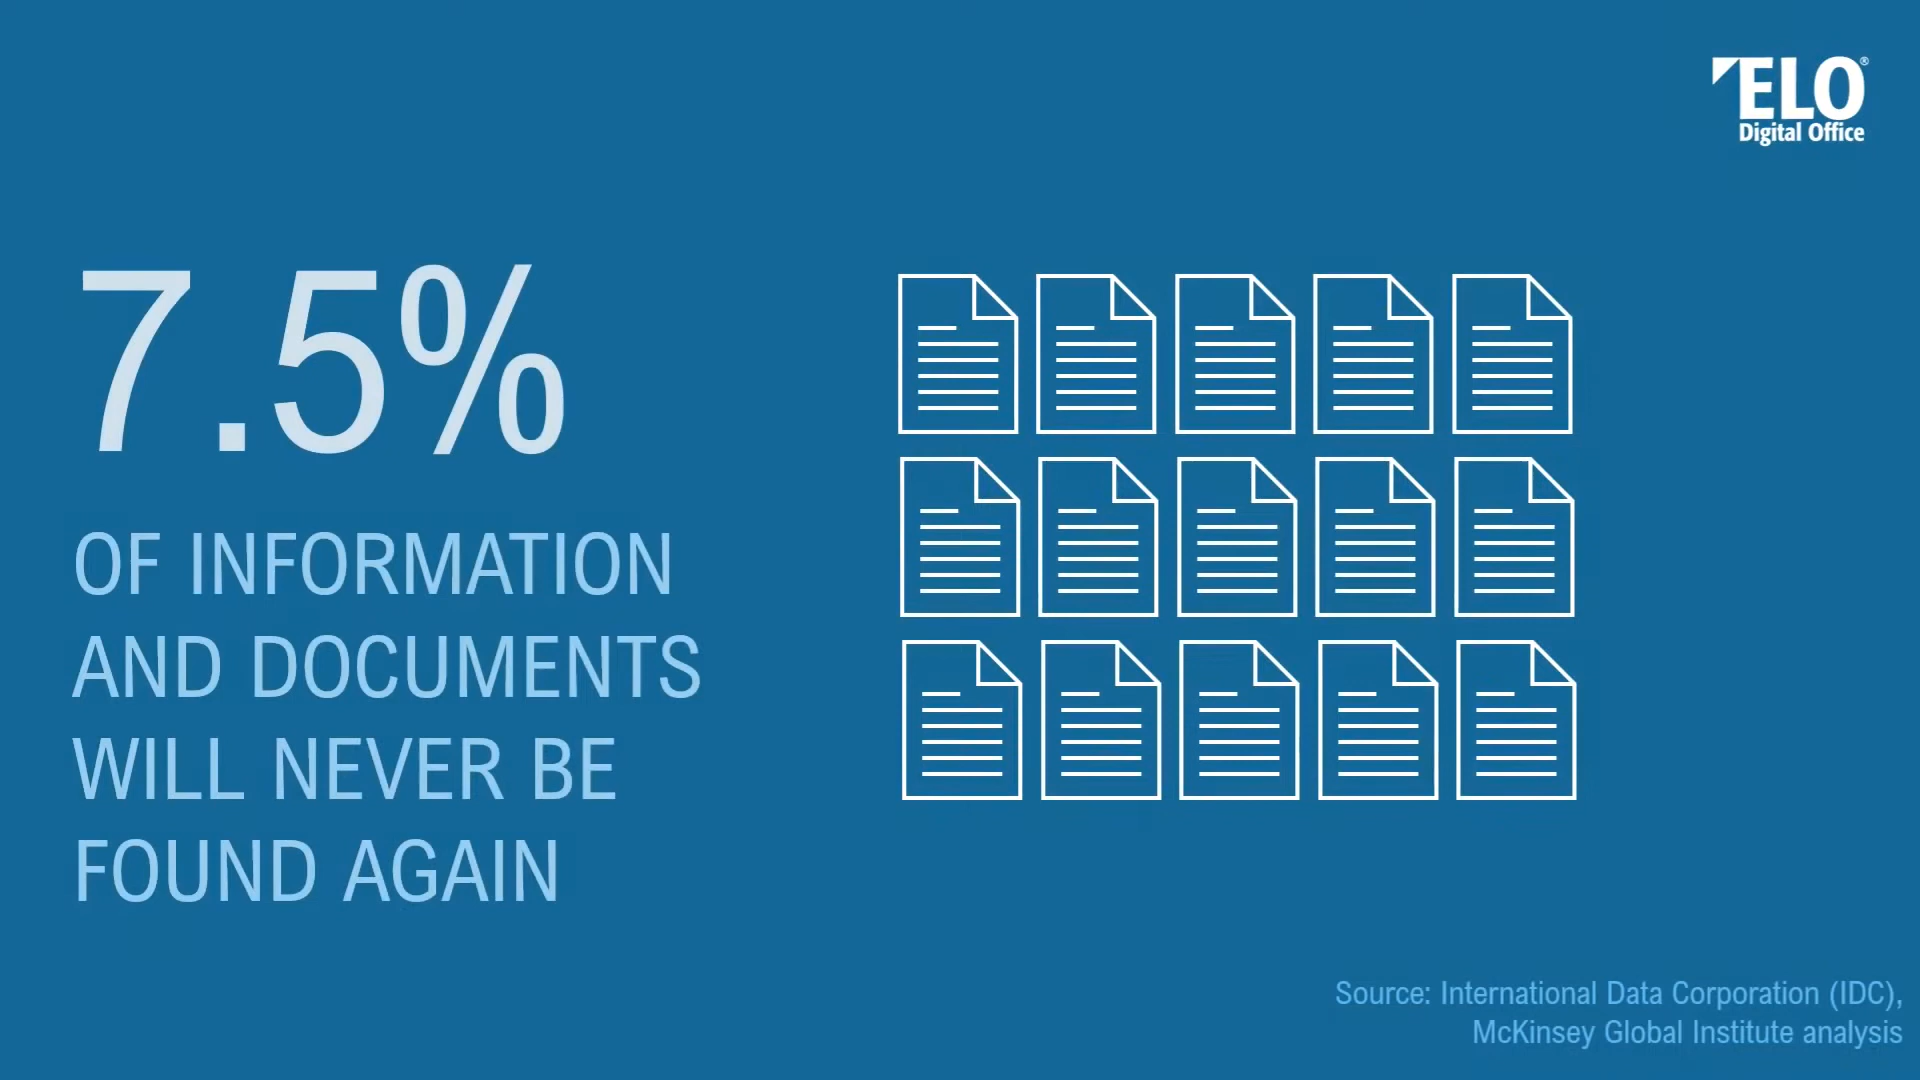 ELO®
Digital Office
7.5%
OF INFORMATION
AND DOCUMENTS
WILL NEVER BE
FOUND AGAIN
Source: International Data Corporation (IDC),
McKinsey Global Institute analysis